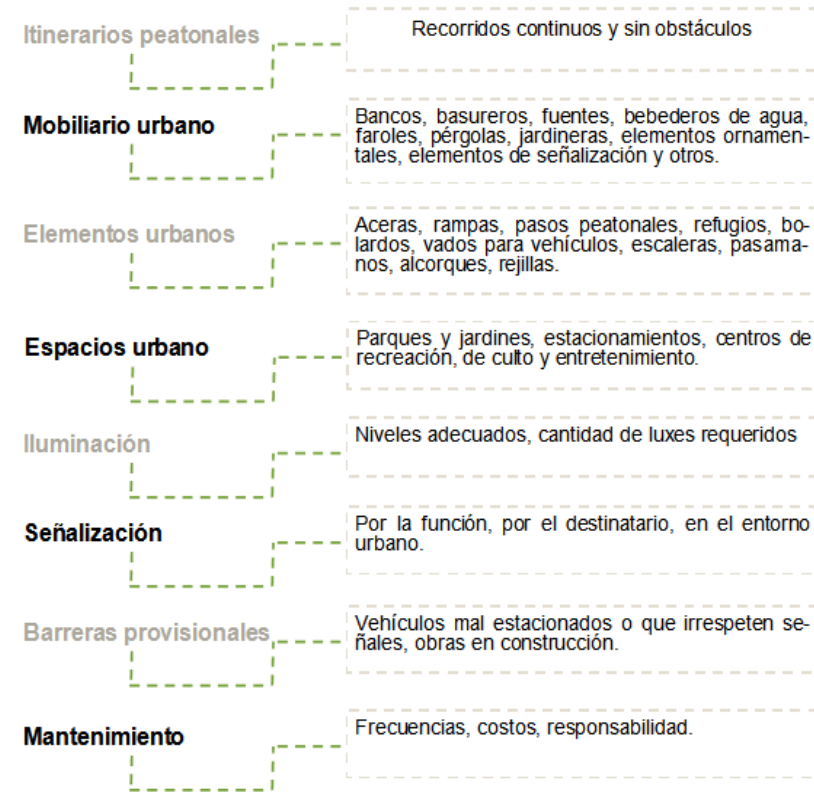 Itinerarios peatonales
Recorridos continuos y sin obstáculos
Mobiliario urbano
Bancos, basureros, fuentes, bebederos de agua,
faroles, pérgolas, jardineras, elementos ornamen-
tales, elementos de señalización y otros.
Elementos urbanos
Aceras, rampas, pasos peatonales, refugios, bo-
lardos, vados para vehículos, escaleras, pasama-
nos, alcorques, rejillas.
Espacios urbano
Parques y jardines, estacionamientos, centros de
recreación, de culto y entretenimiento.
Iluminación
Niveles adecuados, cantidad de luxes requeridos
Señalización
Por la función, por el destinatario, en el entorno
urbano.
Barreras provisionales
Vehículos mal estacionados o que irrespeten se-
ñales, obras en construcción.
Mantenimiento
Frecuencias, costos, responsabilidad.